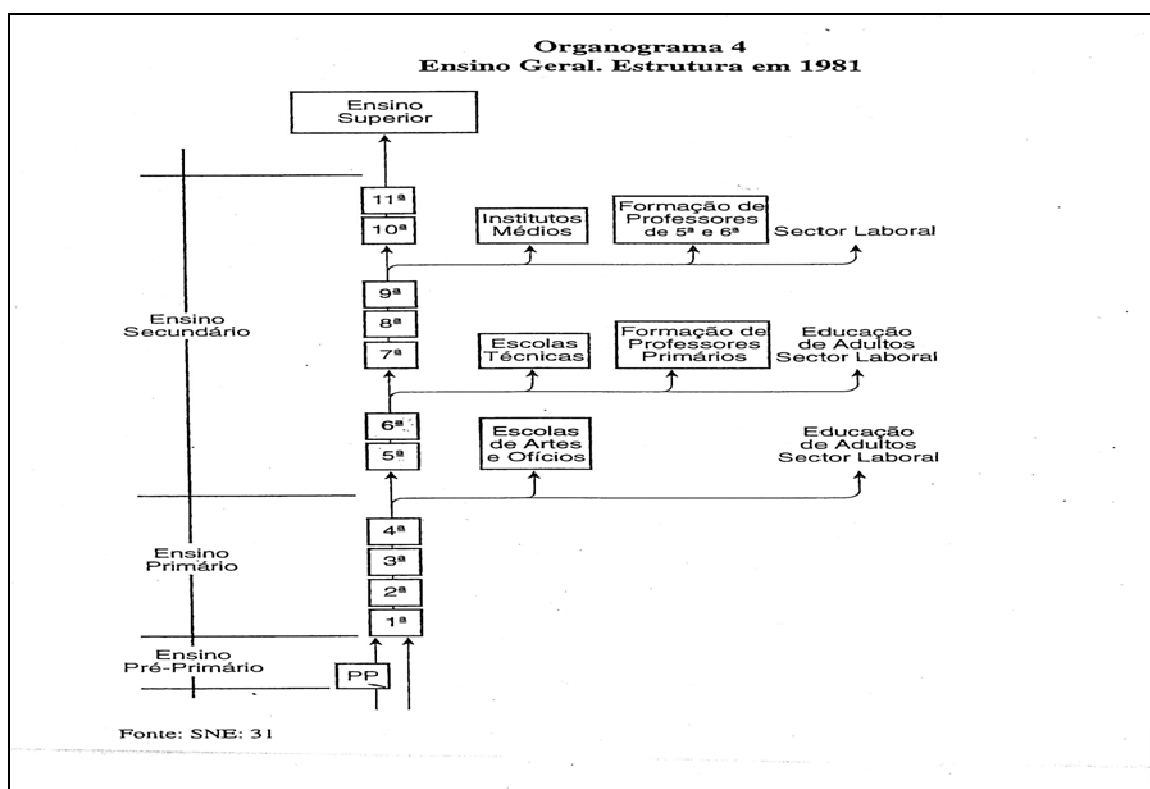 Organograma 4
Ensino Geral. Estrutura em 1981
Ensino
Superior
11ª
10ª
Institutos
Médios
Formação de
Professores
de 5ª e 6ª
Sector Laboral
Ensino
Secundário
9ª
8ª
7ª
Escolas
Técnicas
Formação de
Professores
Primários
Educação
de Adultos
Sector Laboral
6ª
5ª
Escolas
de Artes
e Ofícios
Educação
de Adultos
Sector Laboral
Ensino
Primário
4ª
3ª
2ª
1ª
Ensino
Pré-Primário
PP
Fonte: SNE: 31